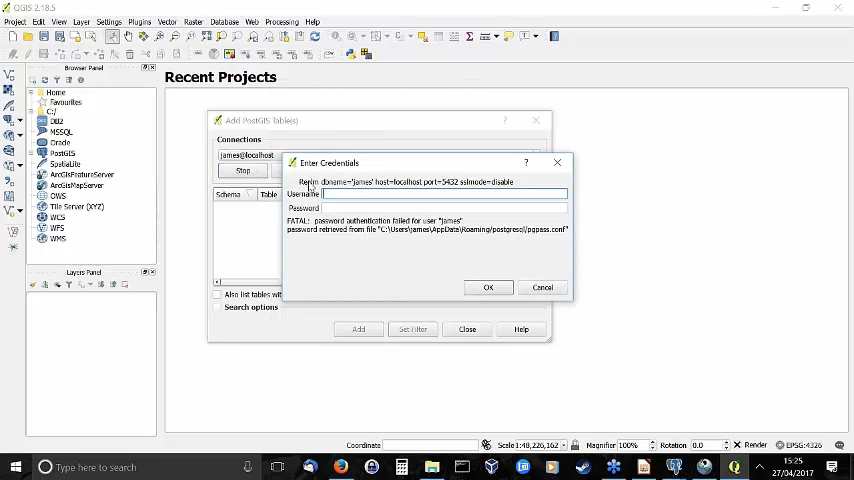 QGIS 2.18.5
Project Edit View Layer Settings Plugins Vector Raster Database Web Processing Help
Browser Panel
Home
Favourites
C:/
DB2
MSSQL
Oracle
PostGIS
SpatiaLite
ArcGisFeatureServer
ArcGisMapServer
OWS
Tile Server (XYZ)
WCS
WFS
WMS
Layers Panel
Recent Projects
Add PostGIS Table(s)
Connections
james@localhost
Stop
Schema Table
Also list tables wit
Search options
Add Set Filter Close Help
Enter Credentials
Realm dbname='james' host=localhost port=5432 sslmode=disable
Username
Password
FATAL: password authentication failed for user "james"
password retrieved from file "C:\Users\james\AppData\Roaming/postgresql/pgpass.conf"
OK Cancel
Coordinate Scale 1:48,226,162 Magnifier 100% Rotation 0.0 Render EPSG:4326
Type here to search
15:25
27/04/2017